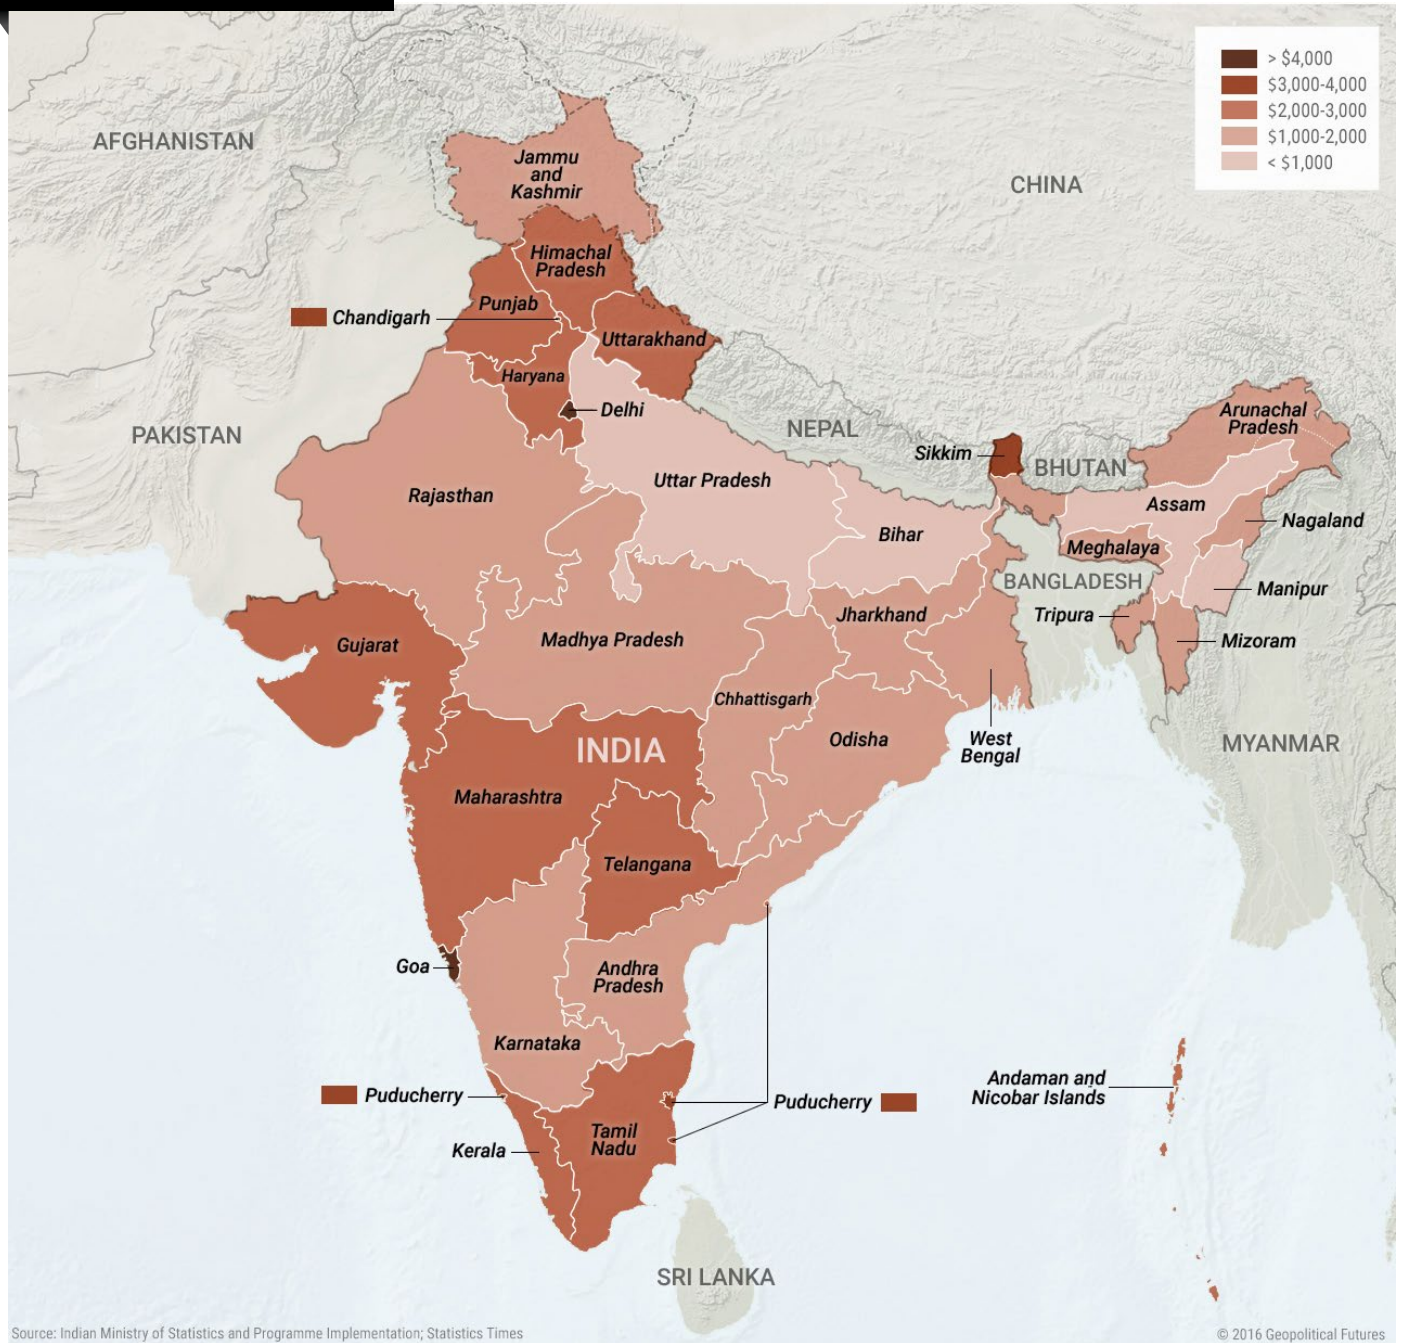 > $4,000
$3,000-4,000
$2,000-3,000
$1,000-2,000
< $1,000
AFGHANISTAN
CHINA
Jammu
and
Kashmir
Himachal
Pradesh
Punjab
Chandigarh
Uttarakhand
Haryana
Delhi
PAKISTAN
NEPAL
Arunachal
Pradesh
Sikkim
BHUTAN
Rajasthan
Uttar Pradesh
Assam
Nagaland
Bihar
Meghalaya
BANGLADESH
Manipur
Tripura
Jharkhand
Gujarat
Madhya Pradesh
Mizoram
Chhattisgarh
INDIA
Odisha
West
Bengal
MYANMAR
Maharashtra
Telangana
Goa
Andhra
Pradesh
Karnataka
Puducherry
Puducherry
Andaman and
Nicobar Islands
Kerala
Tamil
Nadu
SRI LANKA
Source: Indian Ministry of Statistics and Programme Implementation; Statistics Times
© 2016 Geopolitical Futures